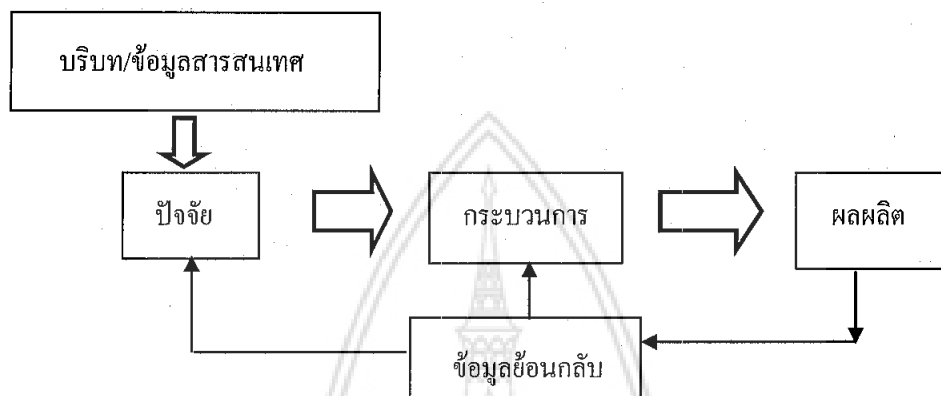 บริบท/ข้อมูลสารสนเทศ
ปัจจัย
กระบวนการ
ผลผลิต
ข้อมูลย้อนกลับ